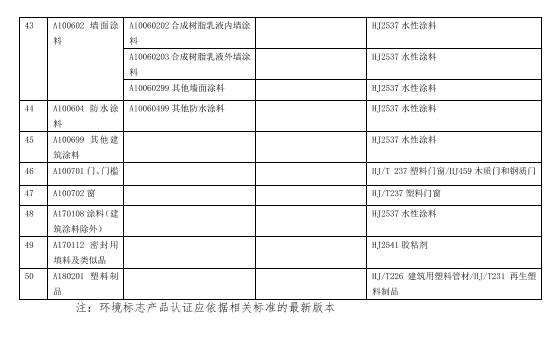 43 A100602 墙面涂 A10060202 合成树脂乳液内墙涂 HJ2537 水性涂料
料 料
A10060203 合成树脂乳液外墙涂 HJ2537 水性涂料
料
A10060299 其他墙面涂料 HJ2537 水性涂料
44 A100604 防水涂 A10060499 其他防水涂料 HJ2537 水性涂料
料
45 A100699 其他建 HJ2537 水性涂料
筑涂料
46 A100701 门、门槛 HJ/T 237 塑料门窗/HJ459 木质门和钢质门
47 A100702 窗 HJ/T237 塑料门窗
48 A170108 涂料(建 HJ2537 水性涂料
筑涂料除外)
49 A170112 密封用 HJ2541 胶粘剂
填料及类似品
50 A180201 塑料制 HJ/T226 建筑用塑料管材/HJ/T231 再生塑
品 料制品
注：环境标志产品认证应依据相关标准的最新版本